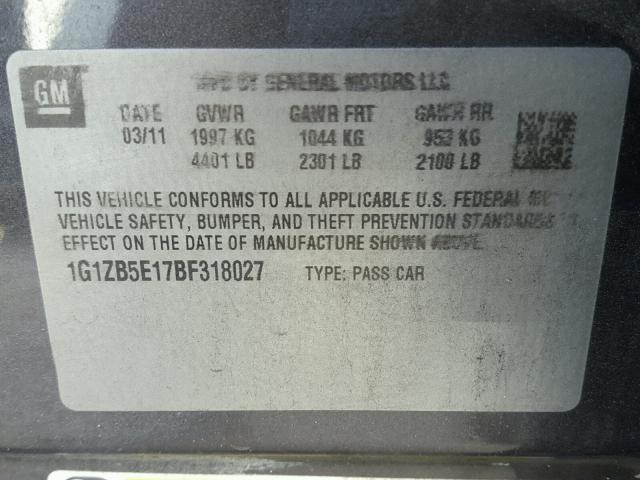 GM
MFD BY GENERAL MOTORS LLC
DATE GVWR GAWR FRT GAWR RR
03/11 1997 KG 1044 KG 953 KG
4401 LB 2301 LB 2100 LB
THIS VEHICLE CONFORMS TO ALL APPLICABLE U.S. FEDERAL
VEHICLE SAFETY, BUMPER, AND THEFT PREVENTION STANDARDS
EFFECT ON THE DATE OF MANUFACTURE SHOWN ABOVE.
1G1ZB5E17BF318027 TYPE: PASS CAR